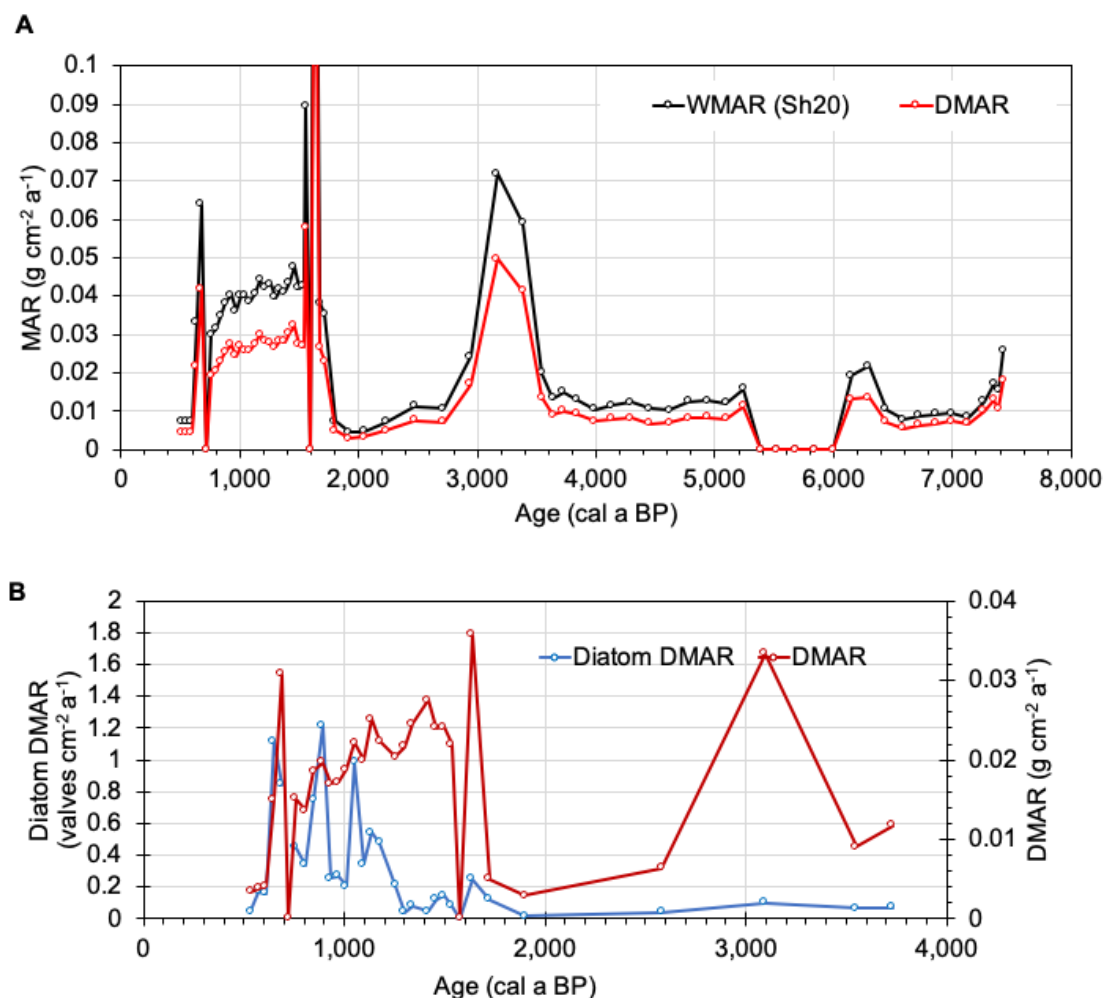 A
0.1
0.09
0.08
0.07
0.06
0.05
0.04
0.03
0.02
0.01
0
MAR (g cm⁻² a⁻¹)
WMAR (Sh20) DMAR
0 1,000 2,000 3,000 4,000 5,000 6,000 7,000 8,000
Age (cal a BP)
B
2
1.8
1.6
1.4
1.2
1
0.8
0.6
0.4
0.2
0
Diatom DMAR
(valves cm⁻² a⁻¹)
Diatom DMAR DMAR
0.04
0.03
0.02
0.01
0
DMAR (g cm⁻² a⁻¹)
0 1,000 2,000 3,000 4,000
Age (cal a BP)